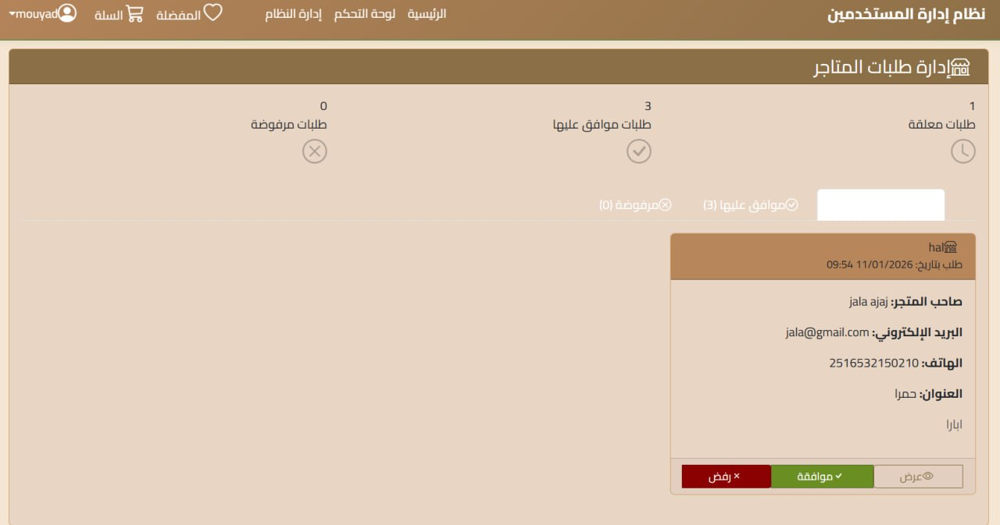 نظام إدارة المستخدمين
الرئيسية لوحة التحكم إدارة النظام المفضلة السلة mouyad
إدارة طلبات المتاجر
1
طلبات معلقة
3
طلبات موافق عليها
0
طلبات مرفوضة
موافق عليها (3)
مرفوضة (0)
hal
طلب بتاريخ: 11/01/2026 09:54
صاحب المتجر: jala ajaj
البريد الإلكتروني: jala@gmail.com
الهاتف: 2516532150210
العنوان: حمرا
ابارا
عرض
موافقة
رفض